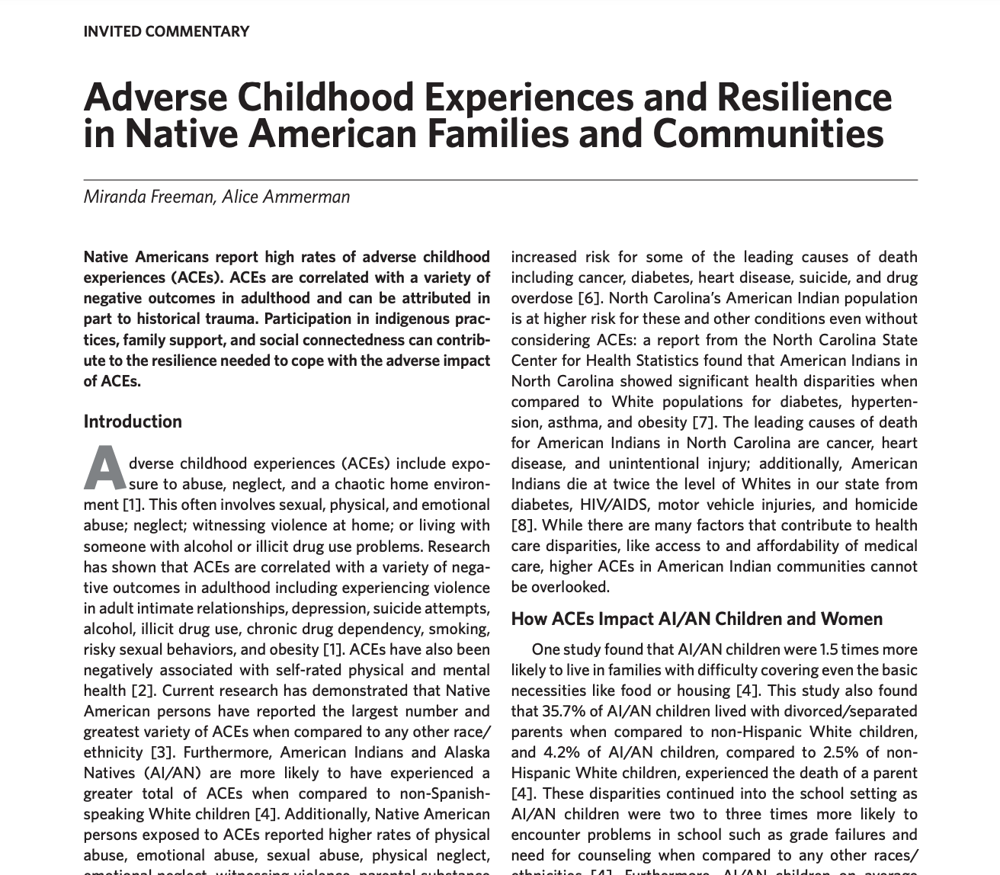 INVITED COMMENTARY
Adverse Childhood Experiences and Resilience
in Native American Families and Communities
Miranda Freeman, Alice Ammerman
Native Americans report high rates of adverse childhood
experiences (ACEs). ACEs are correlated with a variety of
negative outcomes in adulthood and can be attributed in
part to historical trauma. Participation in indigenous prac-
tices, family support, and social connectedness can contrib-
ute to the resilience needed to cope with the adverse impact
of ACEs.
Introduction
Adverse childhood experiences (ACEs) include expo-
sure to abuse, neglect, and a chaotic home environ-
ment [1]. This often involves sexual, physical, and emotional
abuse; neglect; witnessing violence at home; or living with
someone with alcohol or illicit drug use problems. Research
has shown that ACEs are correlated with a variety of nega-
tive outcomes in adulthood including experiencing violence
in adult intimate relationships, depression, suicide attempts,
alcohol, illicit drug use, chronic drug dependency, smoking,
risky sexual behaviors, and obesity [1]. ACEs have also been
negatively associated with self-rated physical and mental
health [2]. Current research has demonstrated that Native
American persons have reported the largest number and
greatest variety of ACEs when compared to any other race/
ethnicity [3]. Furthermore, American Indians and Alaska
Natives (AI/AN) are more likely to have experienced a
greater total of ACEs when compared to non-Spanish-
speaking White children [4]. Additionally, Native American
persons exposed to ACEs reported higher rates of physical
abuse, emotional abuse, sexual abuse, physical neglect,
emotional neglect, witnessing violence, parental substance
increased risk for some of the leading causes of death
including cancer, diabetes, heart disease, suicide, and drug
overdose [6]. North Carolina's American Indian population
is at higher risk for these and other conditions even without
considering ACEs: a report from the North Carolina State
Center for Health Statistics found that American Indians in
North Carolina showed significant health disparities when
compared to White populations for diabetes, hyperten-
sion, asthma, and obesity [7]. The leading causes of death
for American Indians in North Carolina are cancer, heart
disease, and unintentional injury; additionally, American
Indians die at twice the level of Whites in our state from
diabetes, HIV/AIDS, motor vehicle injuries, and homicide
[8]. While there are many factors that contribute to health
care disparities, like access to and affordability of medical
care, higher ACEs in American Indian communities cannot
be overlooked.
How ACEs Impact AI/AN Children and Women
One study found that AI/AN children were 1.5 times more
likely to live in families with difficulty covering even the basic
necessities like food or housing [4]. This study also found
that 35.7% of AI/AN children lived with divorced/separated
parents when compared to non-Hispanic White children,
and 4.2% of AI/AN children, compared to 2.5% of non-
Hispanic White children, experienced the death of a parent
[4]. These disparities continued into the school setting as
AI/AN children were two to three times more likely to
encounter problems in school such as grade failures and
need for counseling when compared to any other races/
ethnicities [4]. Furthermore, AI/AN children on average